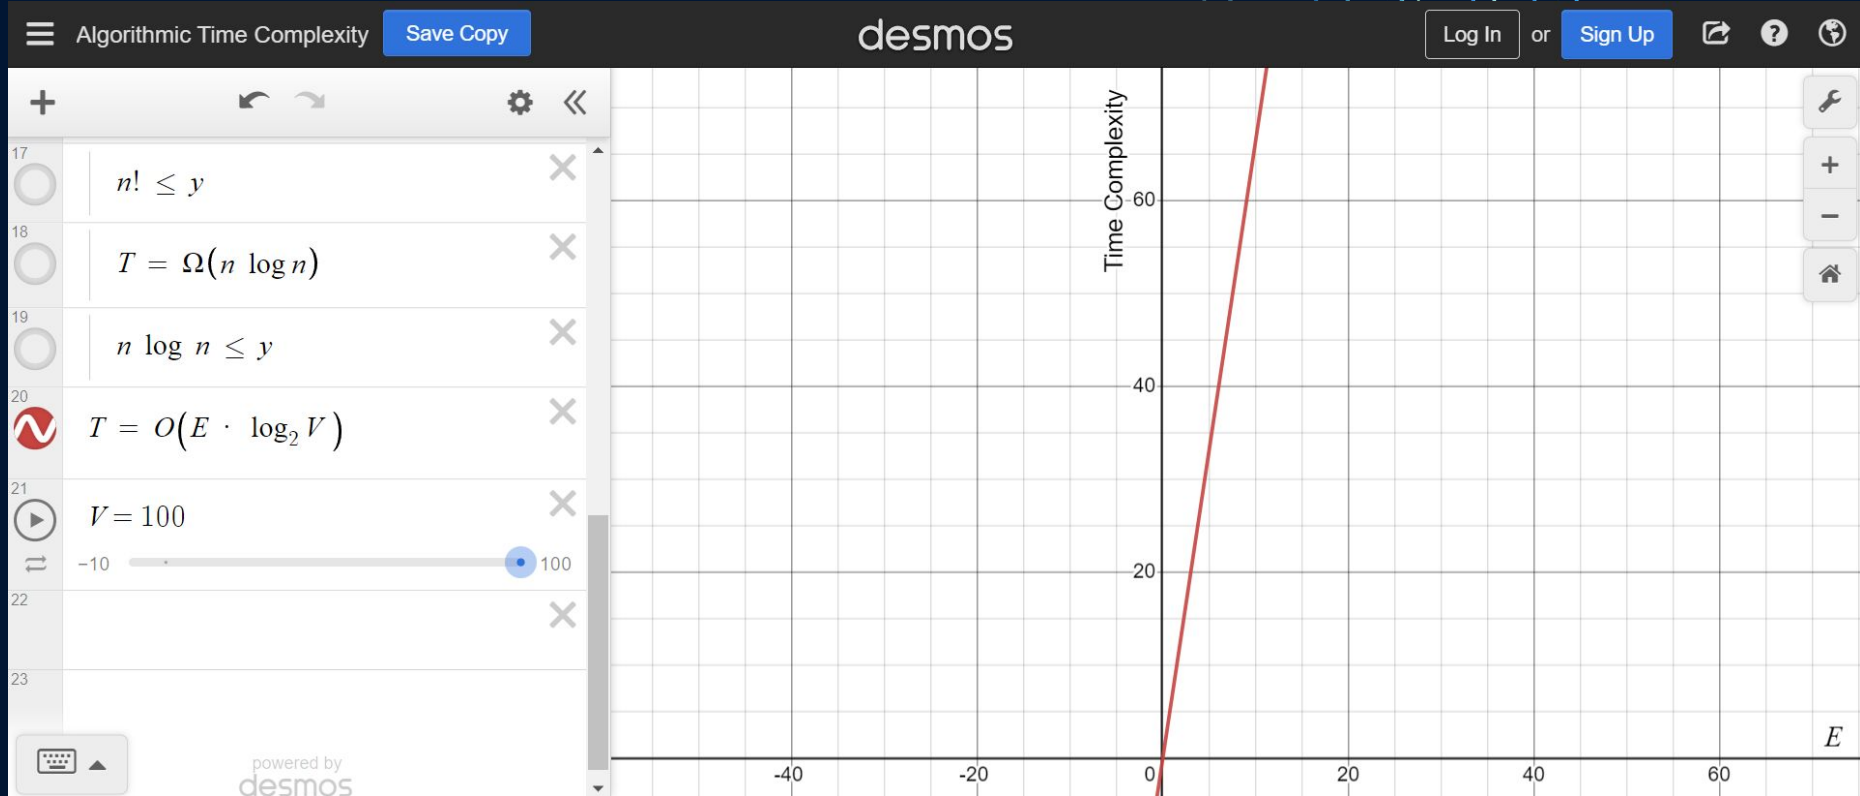 Algorithmic Time Complexity Save Copy desmos Log In or Sign Up ?
17
n! ≤ y
18
T = Ω(n log n)
19
n log n ≤ y
20
T = O(E · log₂ V)
21
V = 100
-10 100
22
23
powered by
desmos
Time Complexity
60
40
20
E
-40 -20 0 20 40 60